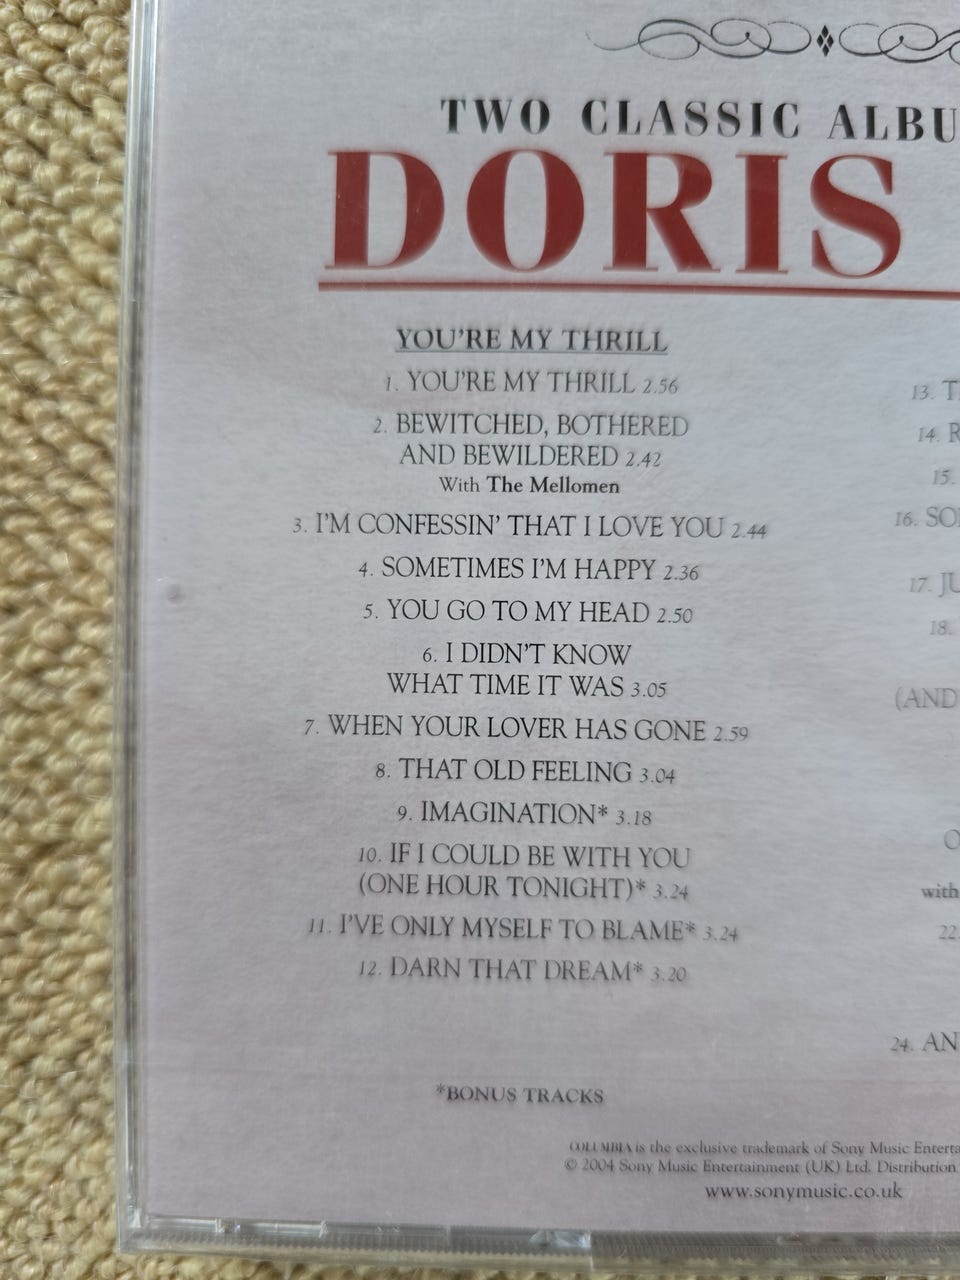 TWO CLASSIC ALBU
DORIS
YOU'RE MY THRILL
1. YOU'RE MY THRILL 2.56
2. BEWITCHED, BOTHERED
AND BEWILDERED 2.42
With The Mellomen
3. I'M CONFESSIN' THAT I LOVE YOU 2.44
4. SOMETIMES I'M HAPPY 2.36
5. YOU GO TO MY HEAD 2.50
6. I DIDN'T KNOW
WHAT TIME IT WAS 3.05
7. WHEN YOUR LOVER HAS GONE 2.59
8. THAT OLD FEELING 3.04
9. IMAGINATION* 3.18
10. IF I COULD BE WITH YOU
(ONE HOUR TONIGHT)* 3.24
11. I'VE ONLY MYSELF TO BLAME* 3.24
12. DARN THAT DREAM* 3.20
*BONUS TRACKS
13. T
14. R
15.
16. SO
17. JU
18.
(AND
O
with
22.
24. AN
COLUMBIA is the exclusive trademark of Sony Music Enterta
© 2004 Sony Music Entertainment (UK) Ltd. Distribution
www.sonymusic.co.uk